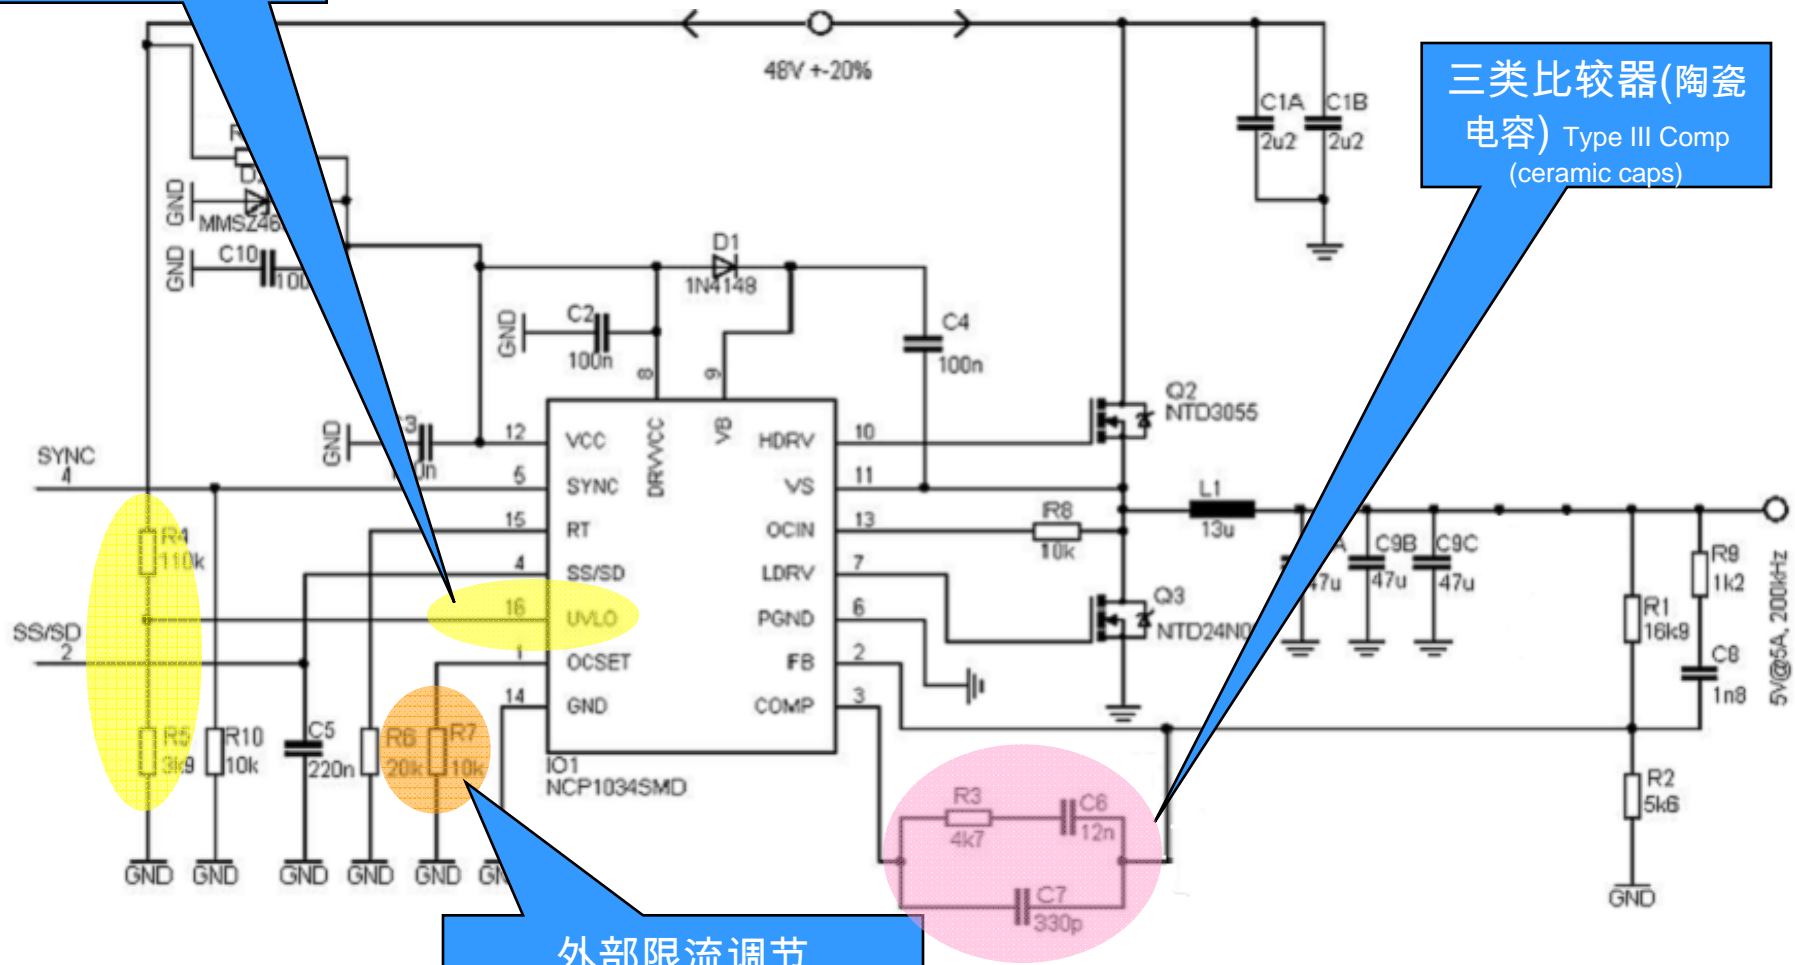 48V +-20%
三类比较器(陶瓷
电容) Type III Comp
(ceramic caps)
C1A
2u2
C1B
2u2
GND
GND
C10
D1
1N4148
GND
C2
100n
C4
100n
8
9
Q2
NTD3055
GND
12
VCC
DRVVCC
VB
HDRV
10
SYNC
4
5
SYNC
VS
11
15
RT
OCIN
13
R8
10k
L1
13u
4
SS/SD
LDRV
7
16
UVLO
PGND
6
SS/SD
2
1
OCSET
FB
2
14
GND
COMP
3
IO1
NCP1034SMD
Q3
47u
C9B
47u
C9C
47u
R9
1k2
R1
16k9
C8
1n8
5V@5A, 200kHz
R2
5k6
GND
R4
110k
R5
3k9
R10
10k
C5
220n
R6
20k
R7
10k
GND
GND
GND
GND
GND
R3
4k7
C6
12n
C7
330p
外部限流调节